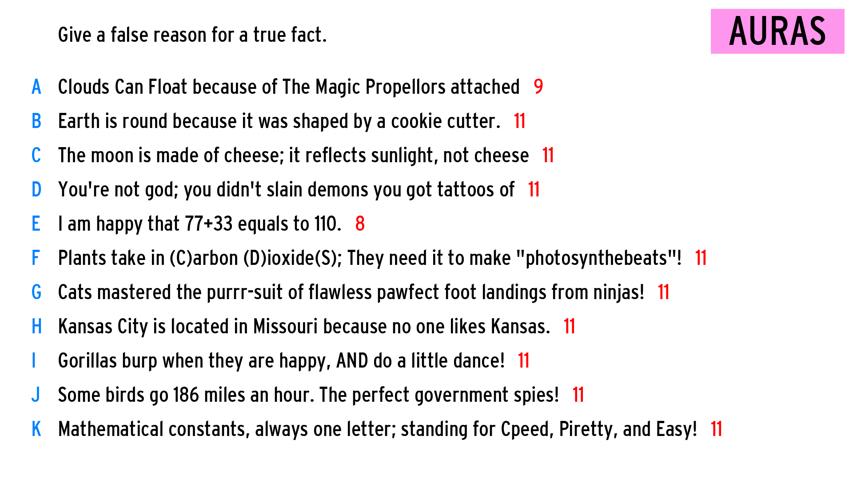 Give a false reason for a true fact.
AURAS
A Clouds Can Float because of The Magic Propellors attached 9
B Earth is round because it was shaped by a cookie cutter. 11
C The moon is made of cheese; it reflects sunlight, not cheese 11
D You're not god; you didn't slain demons you got tattoos of 11
E I am happy that 77+33 equals to 110. 8
F Plants take in (C)arbon (D)ioxide(S); They need it to make "photosynthebeats"! 11
G Cats mastered the purrr-suit of flawless pawfect foot landings from ninjas! 11
H Kansas City is located in Missouri because no one likes Kansas. 11
I Gorillas burp when they are happy, AND do a little dance! 11
J Some birds go 186 miles an hour. The perfect government spies! 11
K Mathematical constants, always one letter; standing for Cpeed, Piretty, and Easy! 11